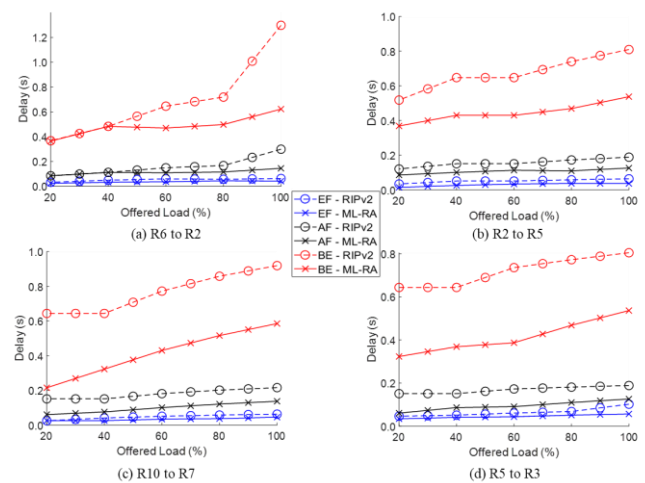 1.2
1.0
0.8
0.6
0.4
0.2
0.0
Delay (s)
20 40 60 80 100
Offered Load (%)
(a) R6 to R2
1.0
0.8
0.6
0.4
0.2
0.0
Delay (s)
20 40 60 80 100
Offered Load (%)
(b) R2 to R5
EF - RIPv2
EF - ML-RA
AF - RIPv2
AF - ML-RA
BE - RIPv2
BE - ML-RA
1.0
0.8
0.6
0.4
0.2
0.0
Delay (s)
20 40 60 80 100
Offered Load (%)
(c) R10 to R7
0.8
0.6
0.4
0.2
0.0
Delay (s)
20 40 60 80 100
Offered Load (%)
(d) R5 to R3